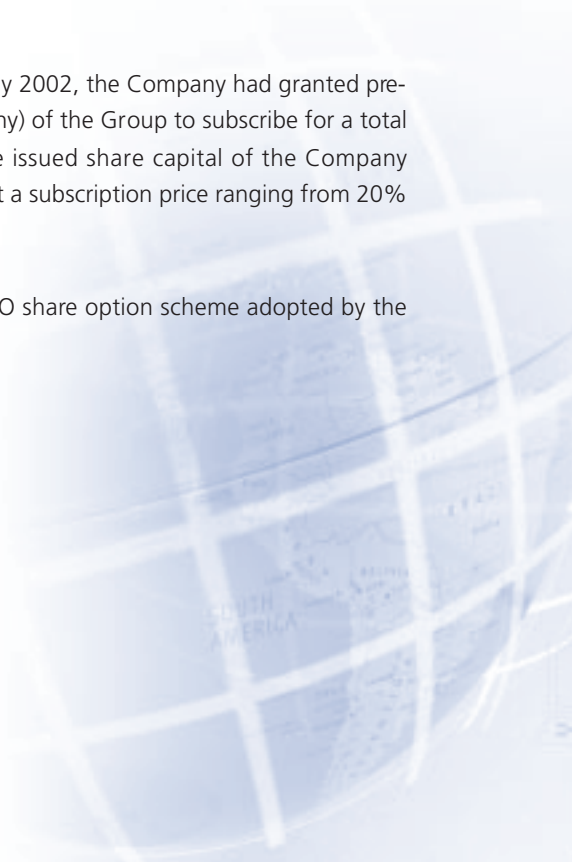 y 2002, the Company had granted pre-
ny) of the Group to subscribe for a total
e issued share capital of the Company
t a subscription price ranging from 20%
O share option scheme adopted by the
SOUTH
AMERICA